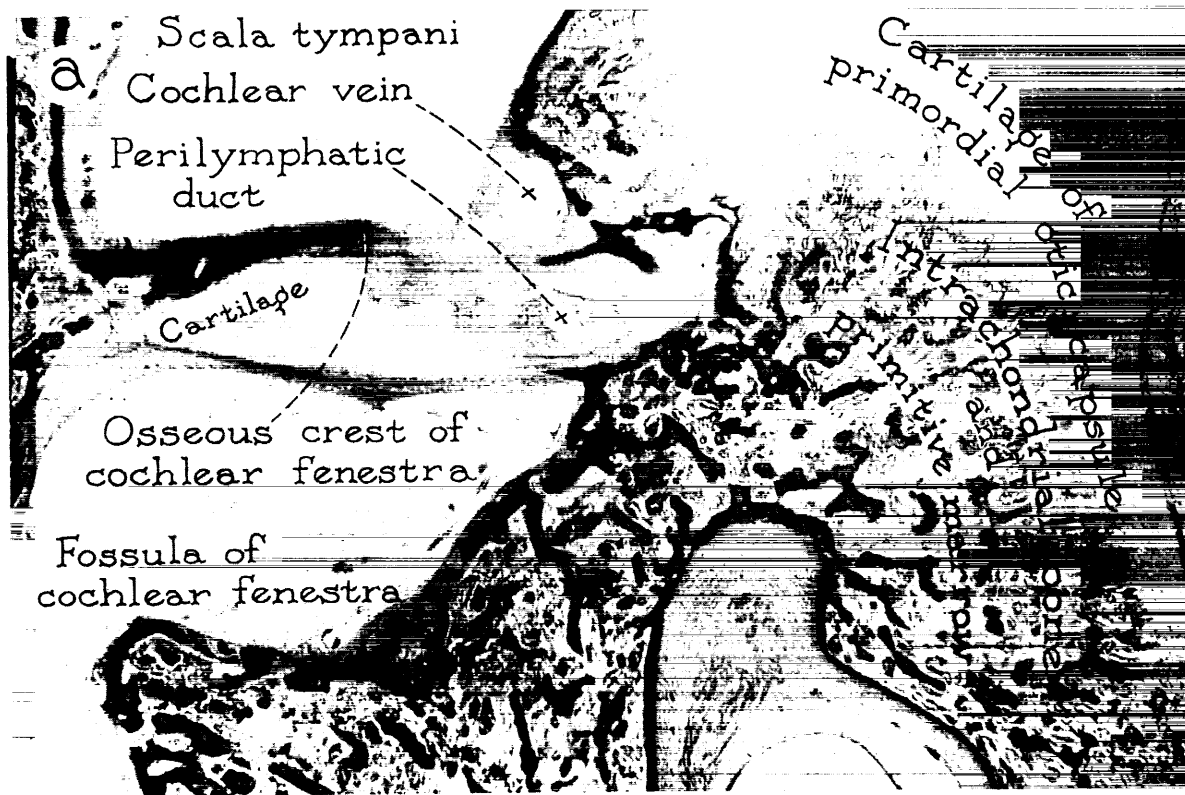 a
Scala tympani
Cochlear vein
Perilymphatic
duct
Cartilage of otic capsule
primordial
Intrachondrial bone
and
primitive marrow
Cartilage
Osseous crest of
cochlear fenestra
Fossula of
cochlear fenestra